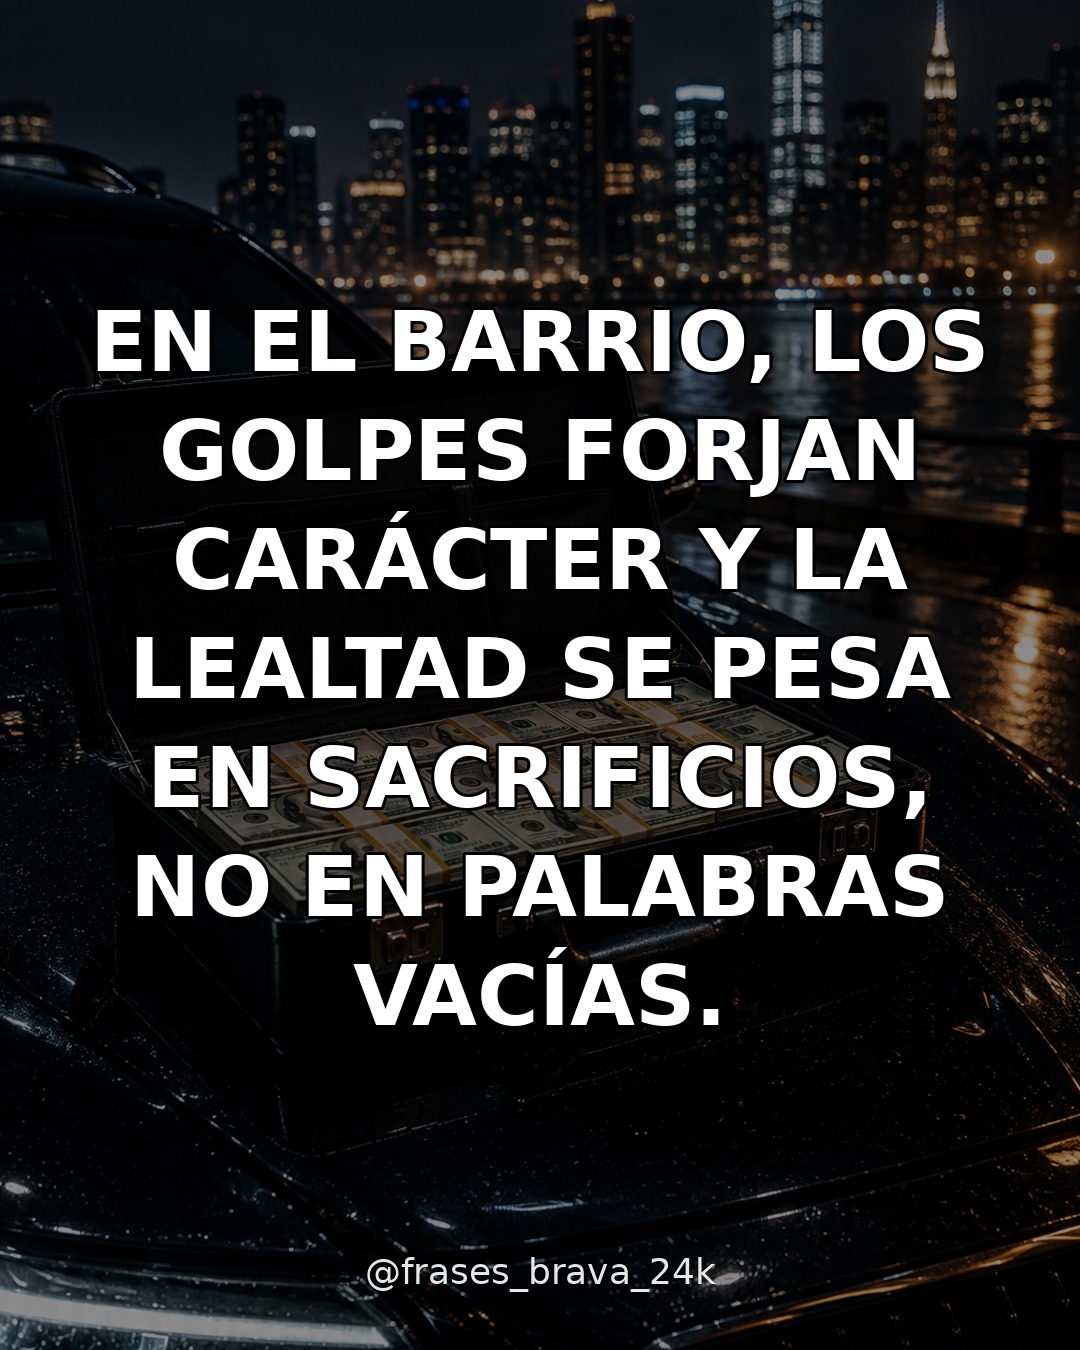 EN EL BARRIO, LOS
GOLPES FORJAN
CARÁCTER Y LA
LEALTAD SE PESA
EN SACRIFICIOS,
NO EN PALABRAS
VACÍAS.
@frases_brava_24k